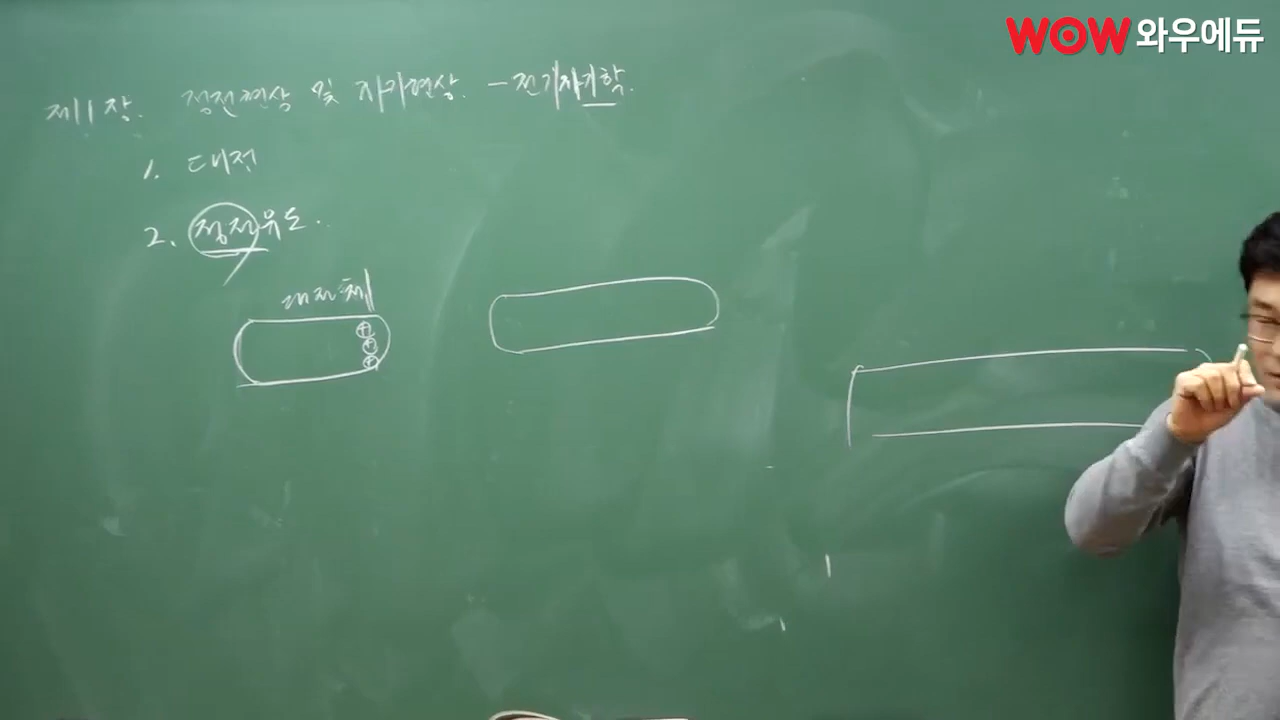 WOW 와우에듀
제11장. 정전현상 및 자기현상. - 전기자기학.
1. 대전
2. 정전유도.
대전체
+
+
+